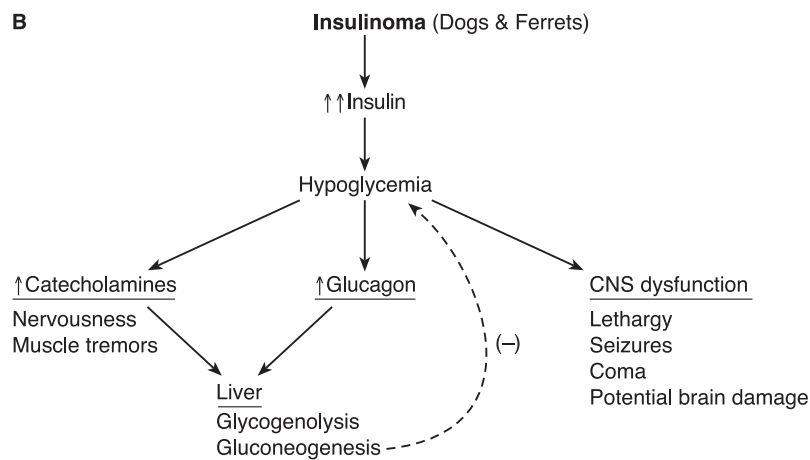 B
Insulinoma (Dogs & Ferrets)
↑↑Insulin
Hypoglycemia
↑Catecholamines
Nervousness
Muscle tremors
↑Glucagon
CNS dysfunction
Lethargy
Seizures
Coma
Potential brain damage
(–)
Liver
Glycogenolysis
Gluconeogenesis